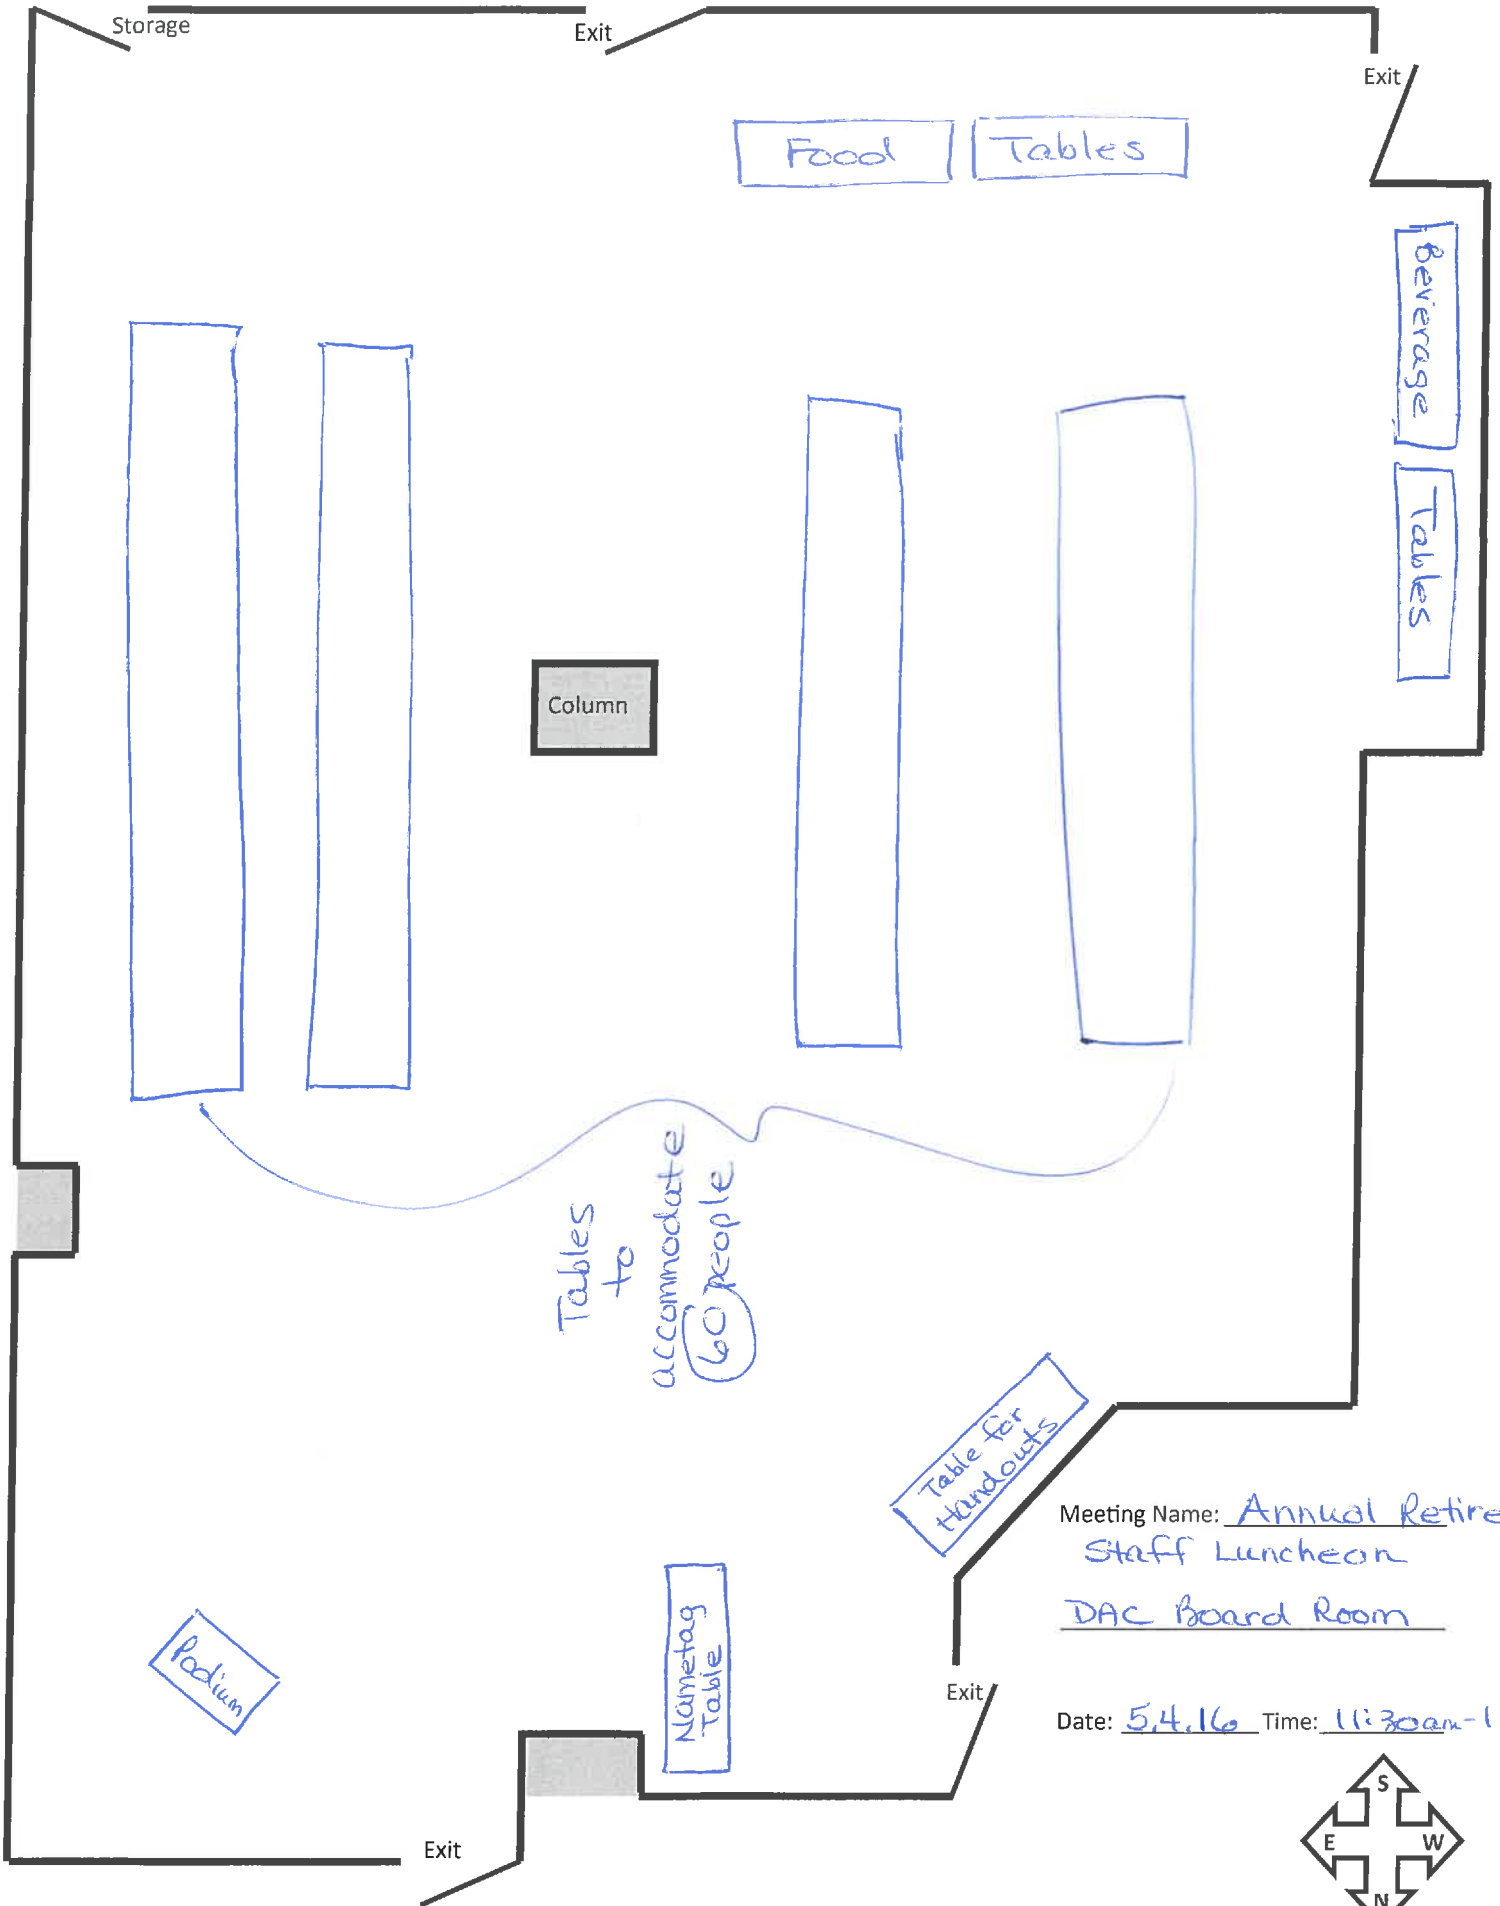 Storage
Exit
Exit
Food
Tables
Beverage
Tables
Column
Tables
to
accommodate
60 people
Table for
Handouts
Meeting Name: Annual Retire
Staff Luncheon
DAC Board Room
Podium
Nametag
Table
Exit
Date: 5.4.16 Time: 11:30am-1
Exit
S
E W
N